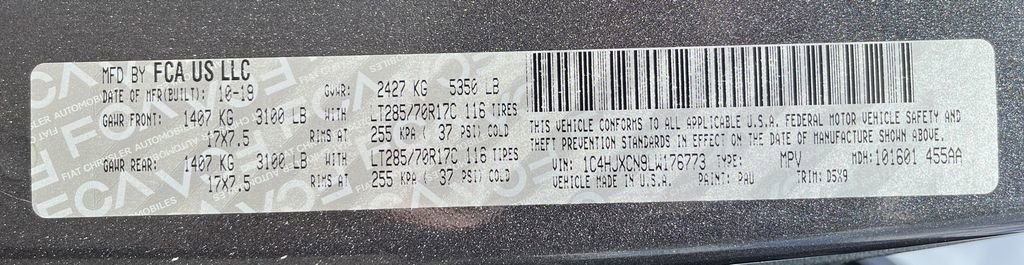 MFD BY FCA US LLC
DATE OF MFR(BUILT): 10-19 GVWR: 2427 KG 5350 LB
GAWR FRONT: 1407 KG 3100 LB WITH LT285/70R17C 116 TIRES
17X7.5 RIMS AT 255 KPA ( 37 PSI) COLD
GAWR REAR: 1407 KG 3100 LB WITH LT285/70R17C 116 TIRES
17X7.5 RIMS AT 255 KPA ( 37 PSI) COLD
THIS VEHICLE CONFORMS TO ALL APPLICABLE U.S.A. FEDERAL MOTOR VEHICLE SAFETY AND
THEFT PREVENTION STANDARDS IN EFFECT ON THE DATE OF MANUFACTURE SHOWN ABOVE.
VIN: 1C4HJXCN9LW176773 TYPE: MPV MDH: 101601 455AA
VEHICLE MADE IN U.S.A. PAINT: PAU TRIM: D5X9